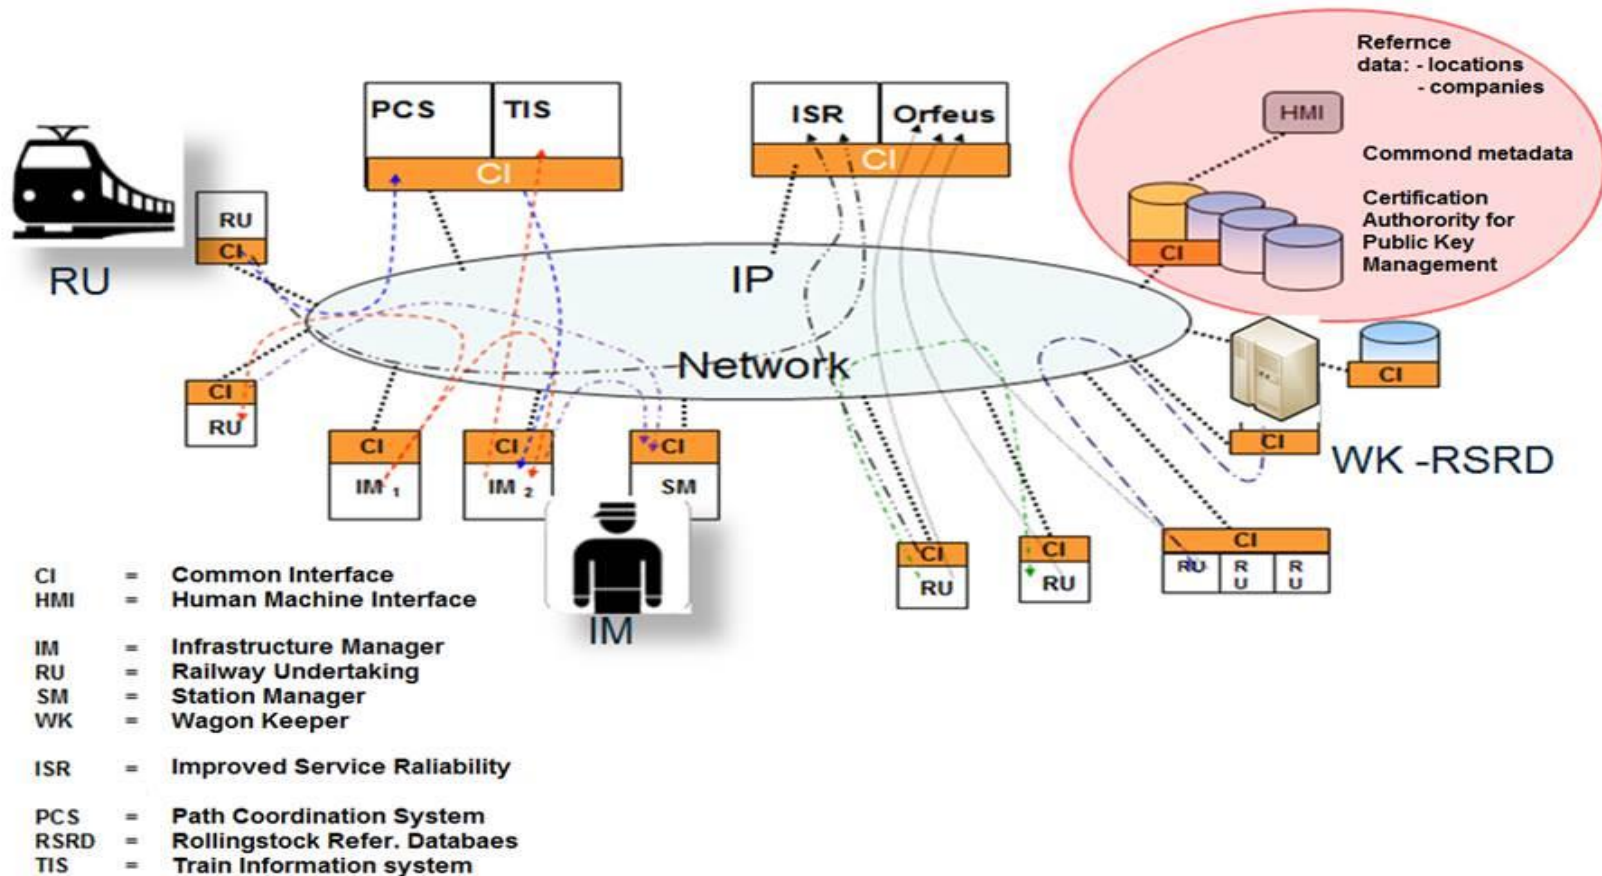 PCS
TIS
CI
ISR
Orfeus
CI
Refernce
data: - locations
- companies
HMI
Commond metadata
Certification
Authorority for
Public Key
Management
CI
RU
CI
RU
IP
Network
CI
RU
CI
IM 1
CI
IM 2
CI
SM
IM
CI
RU
CI
RU
CI
RU
R
U
R
U
CI
CI
WK -RSRD
CI = Common Interface
HMI = Human Machine Interface
IM = Infrastructure Manager
RU = Railway Undertaking
SM = Station Manager
WK = Wagon Keeper
ISR = Improved Service Raliability
PCS = Path Coordination System
RSRD = Rollingstock Refer. Databaes
TIS = Train Information system